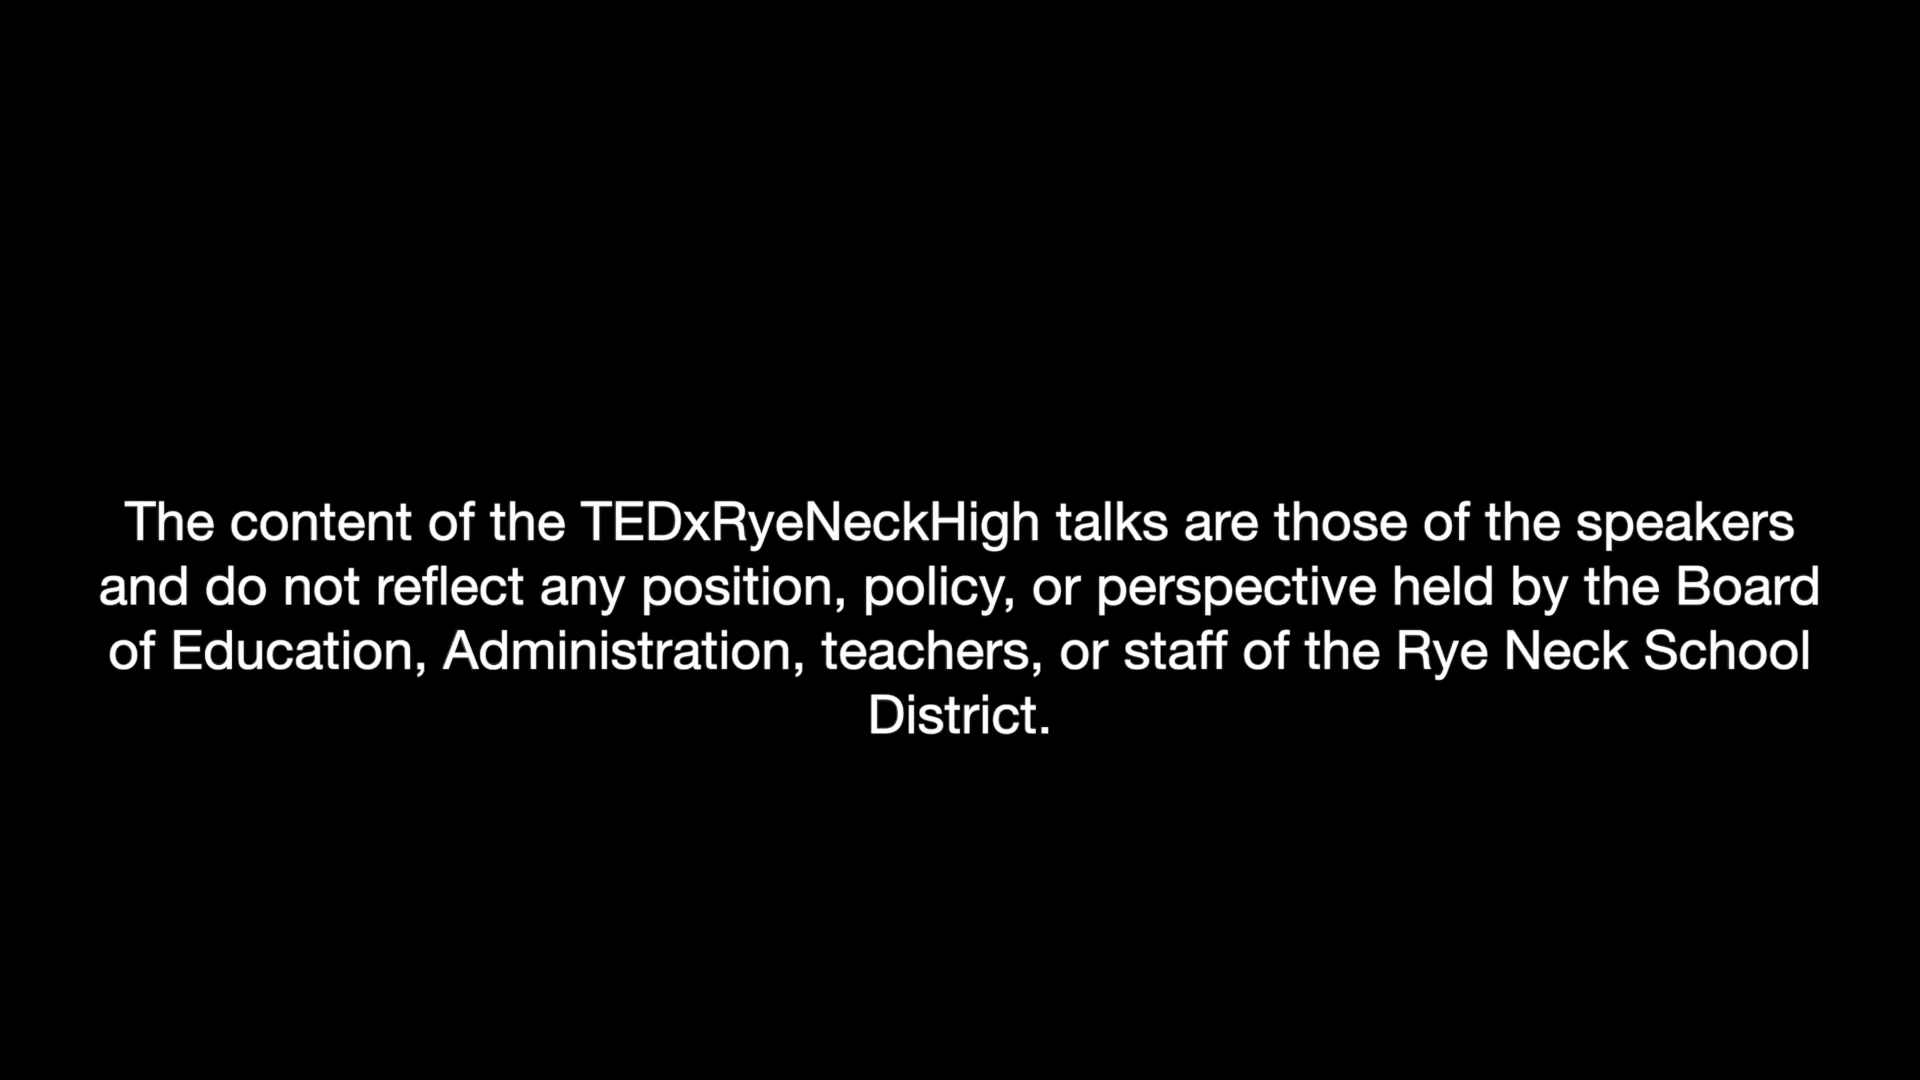 The content of the TEDxRyeNeckHigh talks are those of the speakers
and do not reflect any position, policy, or perspective held by the Board
of Education, Administration, teachers, or staff of the Rye Neck School
District.